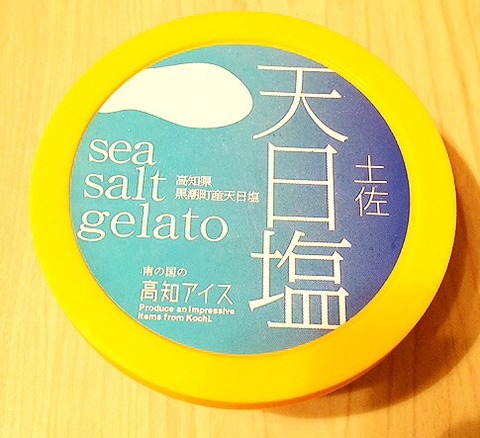 天日塩
土佐
sea
salt
gelato
高知県
黒潮町産天日塩
南の国の
高知アイス
Produce an Impressive
Items from Kochi.